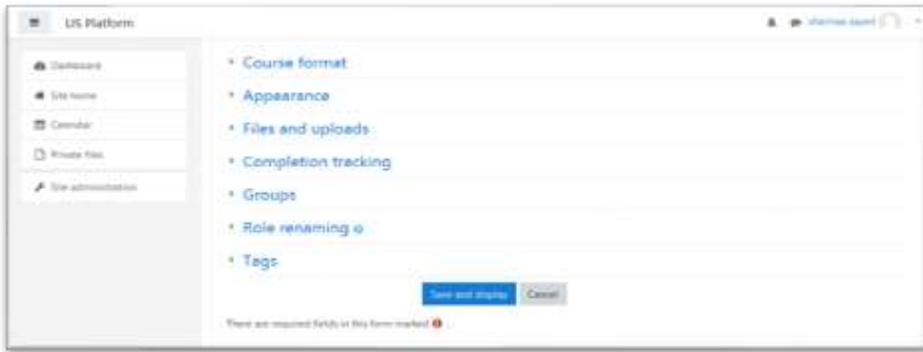 LIS Platform
Dashboard
Site home
Calendar
Private files
Site administration
Course format
Appearance
Files and uploads
Completion tracking
Groups
Role renaming
Tags
Save and display
Cancel
There are required fields in this form marked